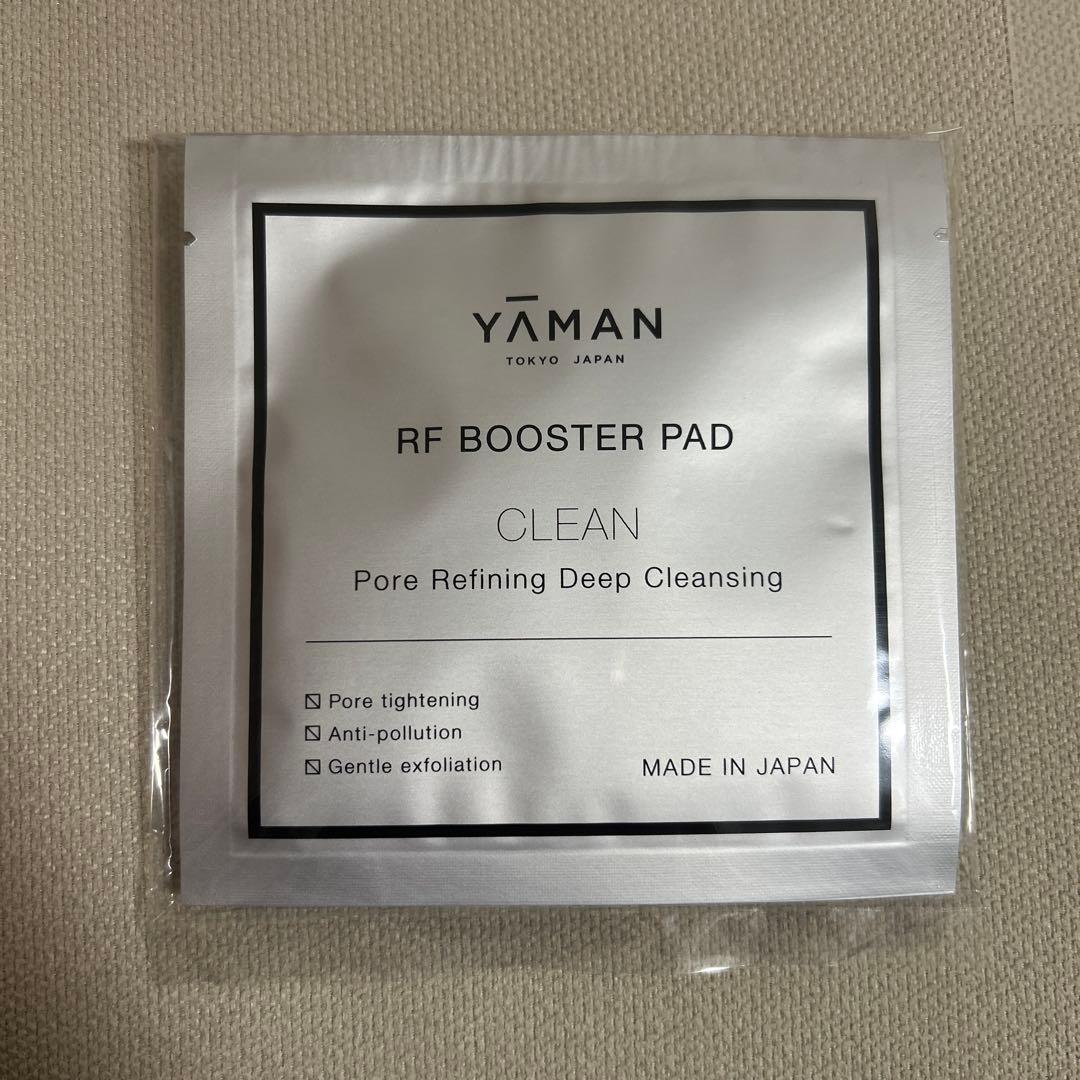 YĀMAN
TOKYO JAPAN
RF BOOSTER PAD
CLEAN
Pore Refining Deep Cleansing
Pore tightening
Anti-pollution
Gentle exfoliation
MADE IN JAPAN